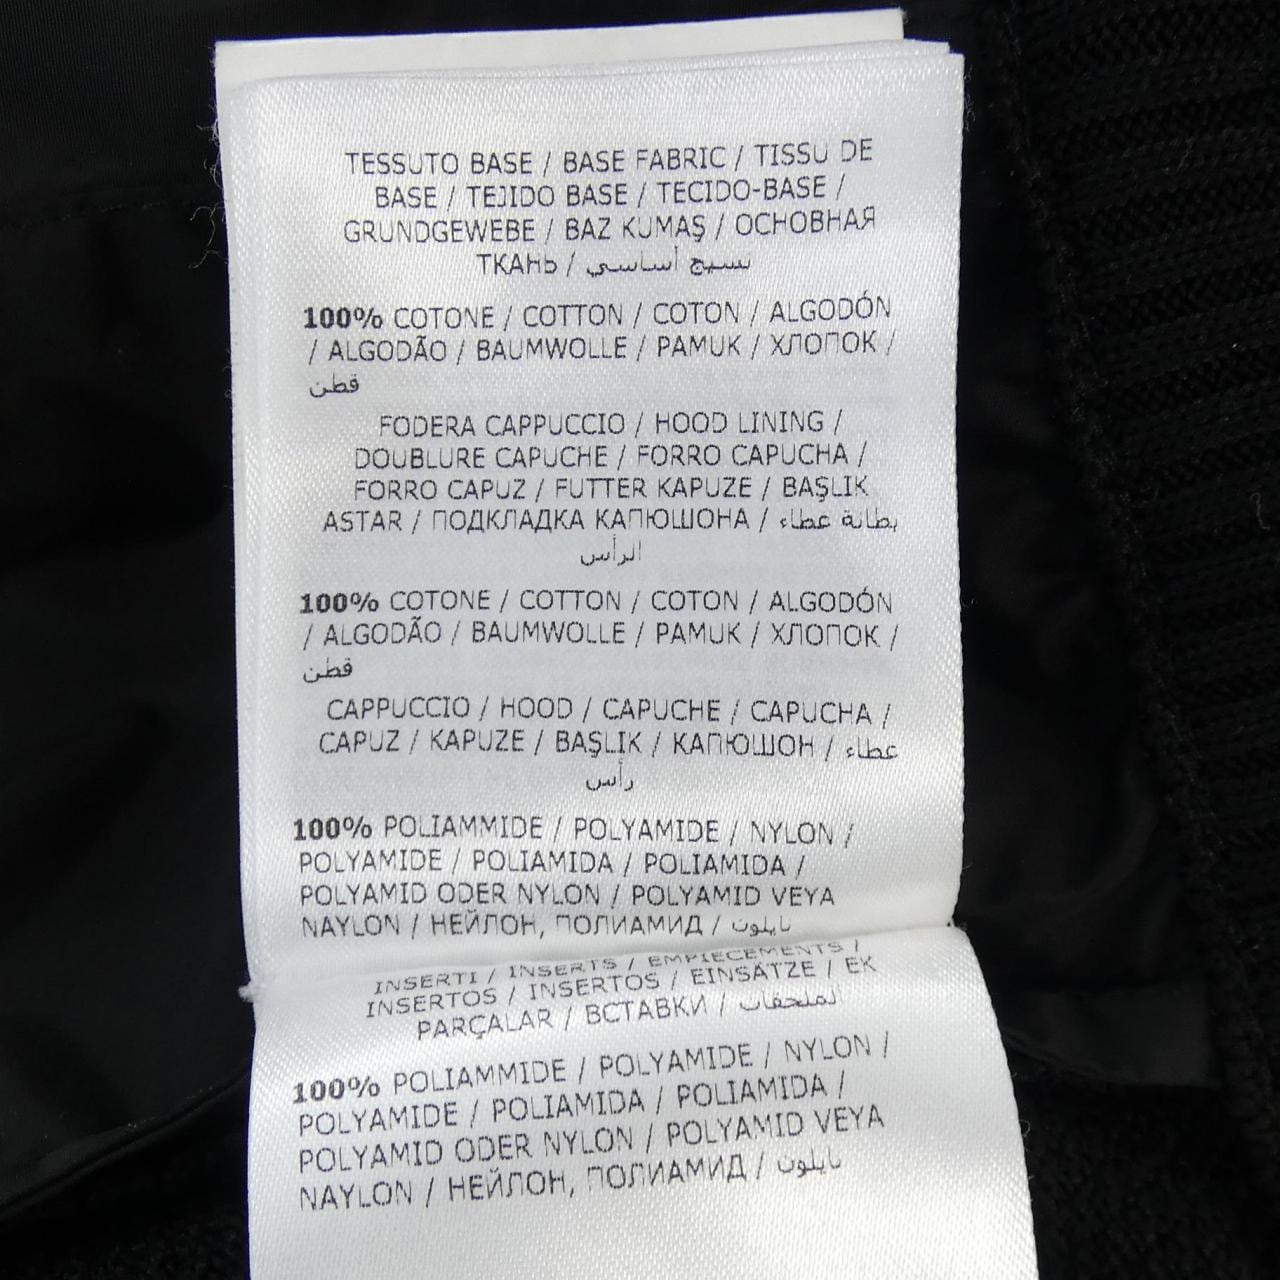 TESSUTO BASE / BASE FABRIC / TISSU DE
BASE / TEJIDO BASE / TECIDO-BASE /
GRUNDGEWEBE / BAZ KUMAŞ / ОСНОВНАЯ
ТКАНЬ / نسيج أساسي
100% COTONE / COTTON / COTON / ALGODÓN
/ ALGODÃO / BAUMWOLLE / PAMUK / ХЛОПОК /
قطن
FODERA CAPPUCCIO / HOOD LINING /
DOUBLURE CAPUCHE / FORRO CAPUCHA /
FORRO CAPUZ / FUTTER KAPUZE / BAŞLIK
ASTAR / ПОДКЛАДКА КАПЮШОНА / بطانة غطاء
الرأس
100% COTONE / COTTON / COTON / ALGODÓN
/ ALGODÃO / BAUMWOLLE / PAMUK / ХЛОПОК /
قطن
CAPPUCCIO / HOOD / CAPUCHE / CAPUCHA /
CAPUZ / KAPUZE / BAŞLIK / КАПЮШОН / غطاء
رأس
100% POLIAMMIDE / POLYAMIDE / NYLON /
POLYAMIDE / POLIAMIDA / POLIAMIDA /
POLYAMID ODER NYLON / POLYAMID VEYA
NAYLON / НЕЙЛОН, ПОЛИАМИД / نايلون
INSERTI / INSERTS / EMPIECEMENTS /
INSERTOS / INSERTOS / EINSÄTZE / EK
PARÇALAR / ВСТАВКИ / الملحقات
100% POLIAMMIDE / POLYAMIDE / NYLON /
POLYAMIDE / POLIAMIDA / POLIAMIDA /
POLYAMID ODER NYLON / POLYAMID VEYA
NAYLON / НЕЙЛОН, ПОЛИАМИД / نايلون